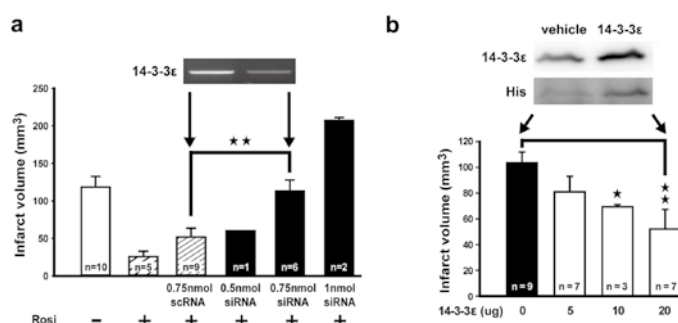 a
14-3-3ε
★★
Infarct volume (mm³)
250
200
150
100
50
0
n=10
n=5
n=9
n=1
n=6
n=2
0.75nmol 0.5nmol 0.75nmol 1nmol
scRNA siRNA siRNA siRNA
Rosi − + + + + +
b
vehicle 14-3-3ε
14-3-3ε
His
Infarct volume (mm³)
120
100
80
60
40
20
0
★
★★
n=9
n=7
n=3
n=7
14-3-3ε (ug) 0 5 10 20